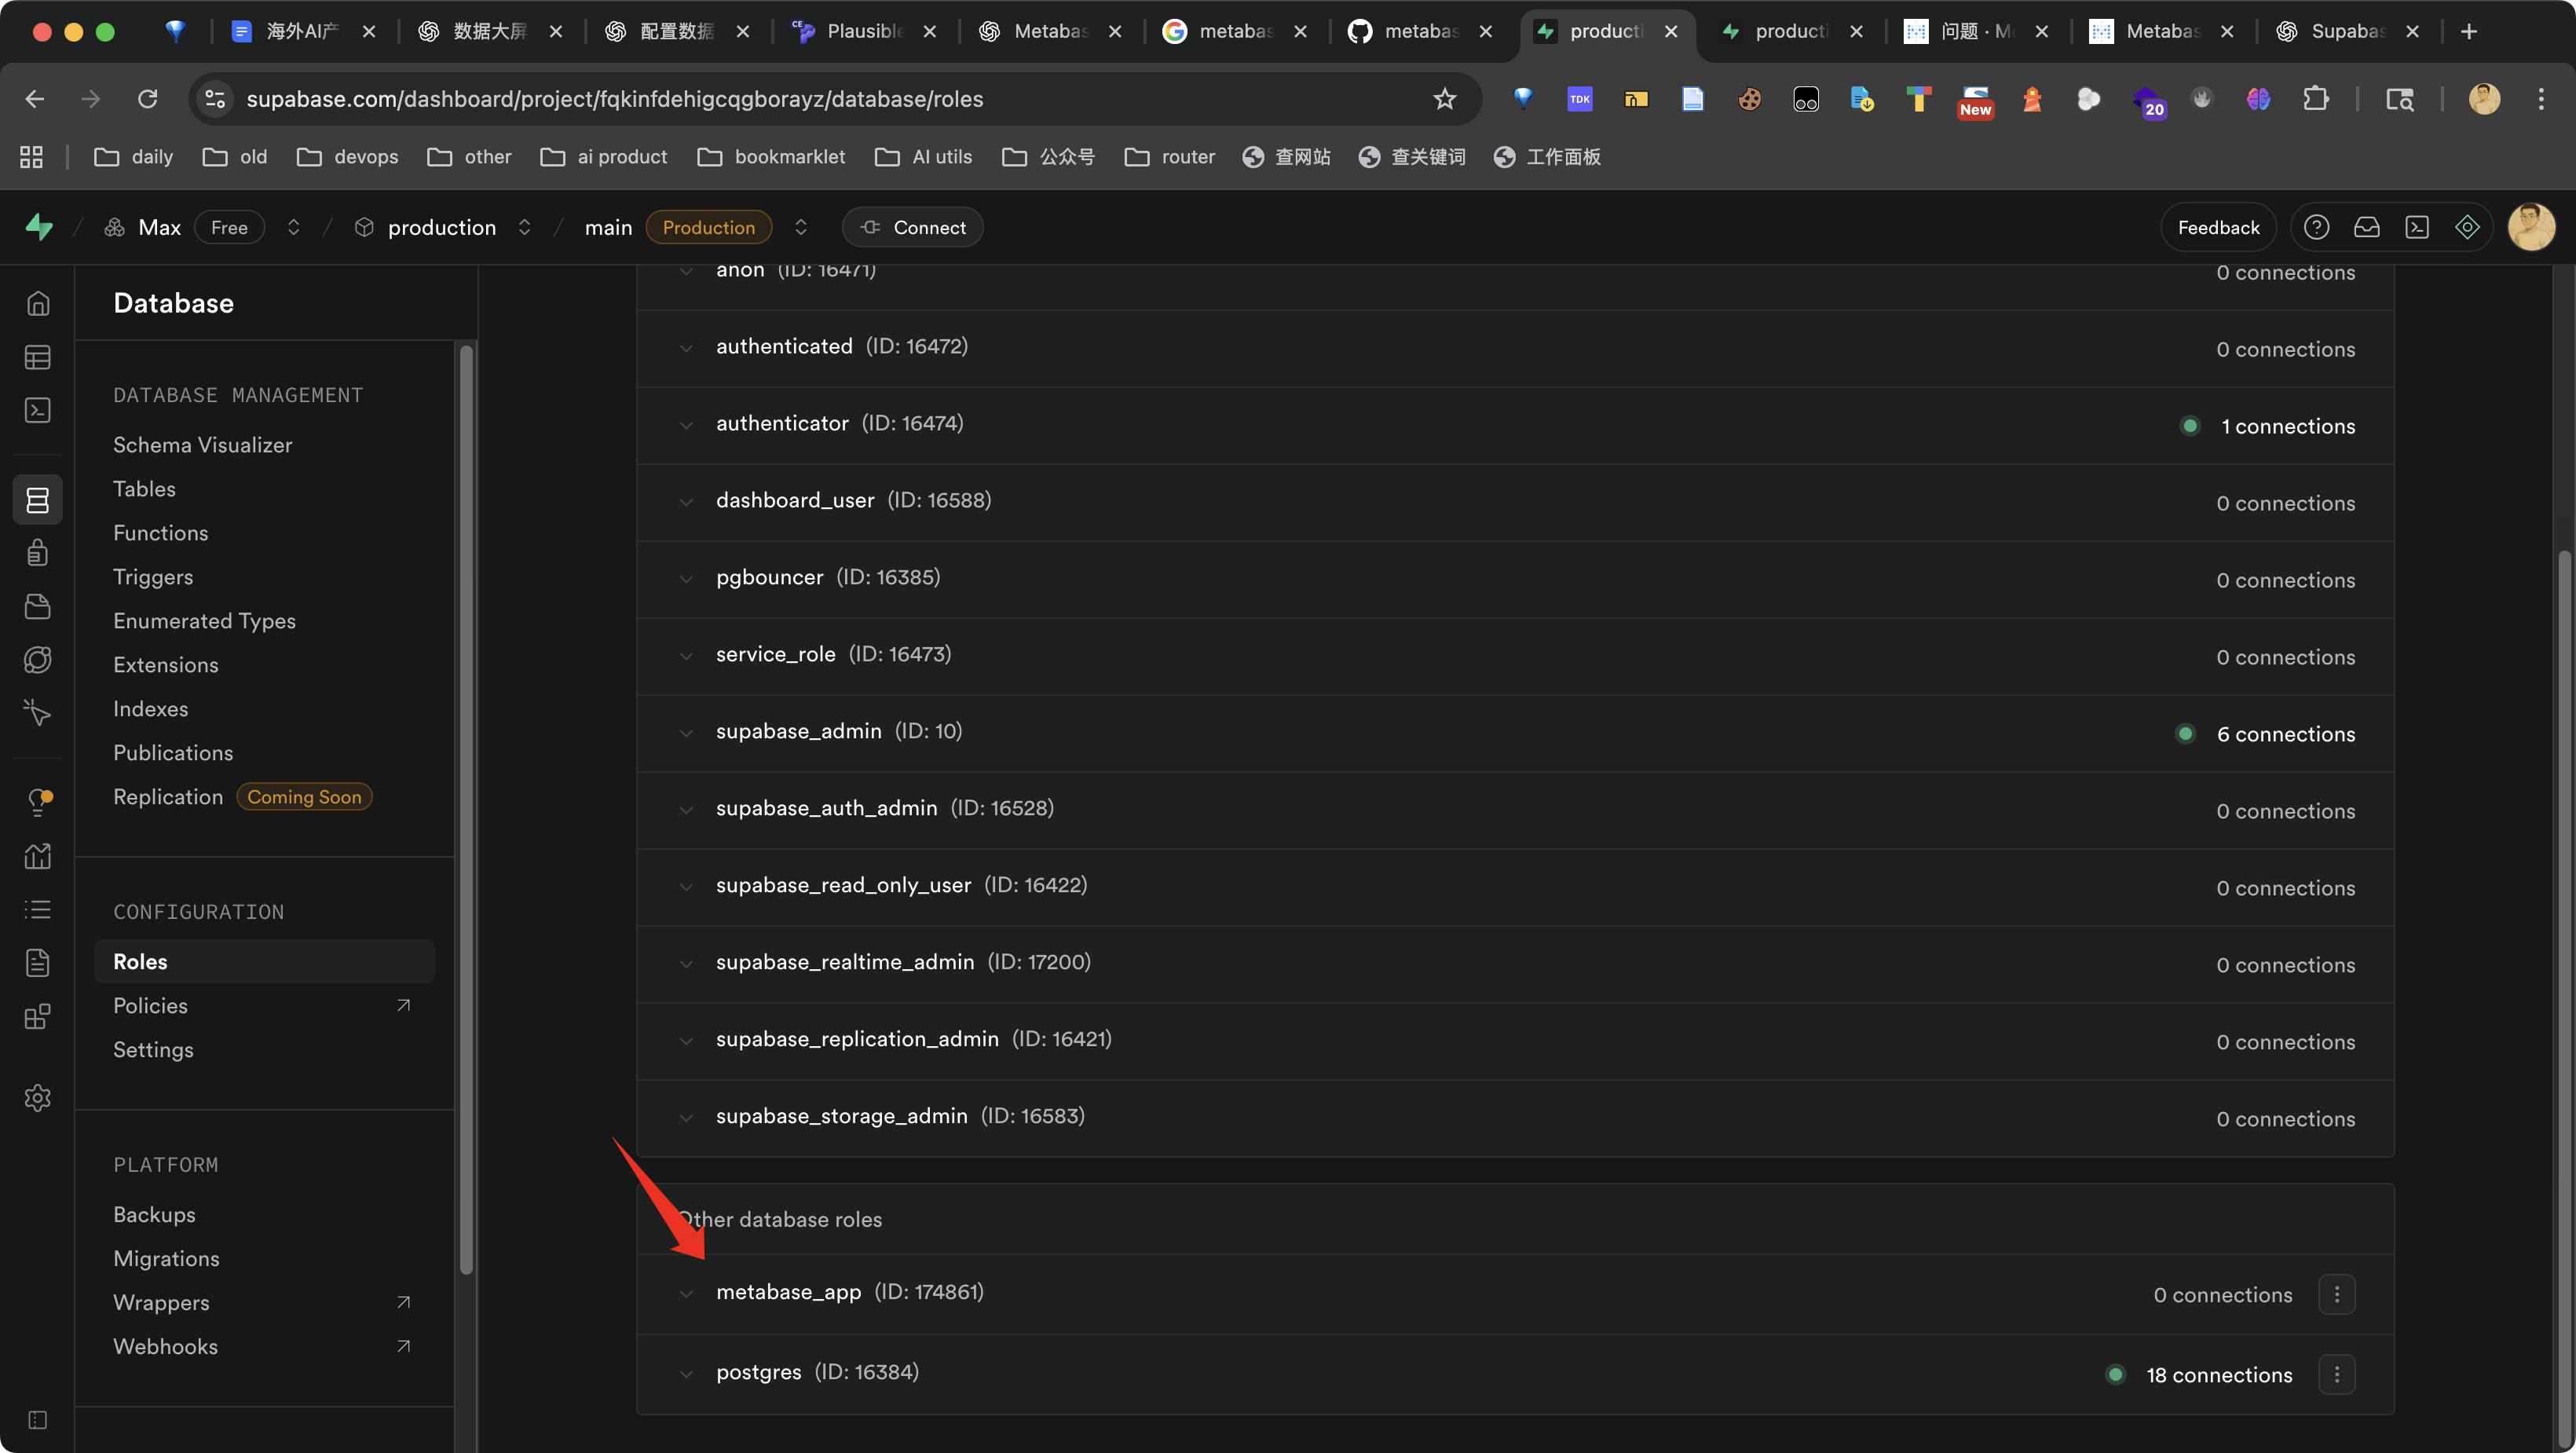 海外AI产
数据大屏
配置数据
Plausible
Metabas
metabas
metabas
producti
producti
问题 · Me
Metabas
Supabas
supabase.com/dashboard/project/fqkinfdehigcqgborayz/database/roles
TDK
New
20
daily
old
devops
other
ai product
bookmarklet
AI utils
公众号
router
查网站
查关键词
工作面板
Max
Free
production
main
Production
Connect
Feedback
Database
DATABASE MANAGEMENT
Schema Visualizer
Tables
Functions
Triggers
Enumerated Types
Extensions
Indexes
Publications
Replication Coming Soon
CONFIGURATION
Roles
Policies
Settings
PLATFORM
Backups
Migrations
Wrappers
Webhooks
anon (ID: 16471) 0 connections
authenticated (ID: 16472) 0 connections
authenticator (ID: 16474) 1 connections
dashboard_user (ID: 16588) 0 connections
pgbouncer (ID: 16385) 0 connections
service_role (ID: 16473) 0 connections
supabase_admin (ID: 10) 6 connections
supabase_auth_admin (ID: 16528) 0 connections
supabase_read_only_user (ID: 16422) 0 connections
supabase_realtime_admin (ID: 17200) 0 connections
supabase_replication_admin (ID: 16421) 0 connections
supabase_storage_admin (ID: 16583) 0 connections
Other database roles
metabase_app (ID: 174861) 0 connections
postgres (ID: 16384) 18 connections